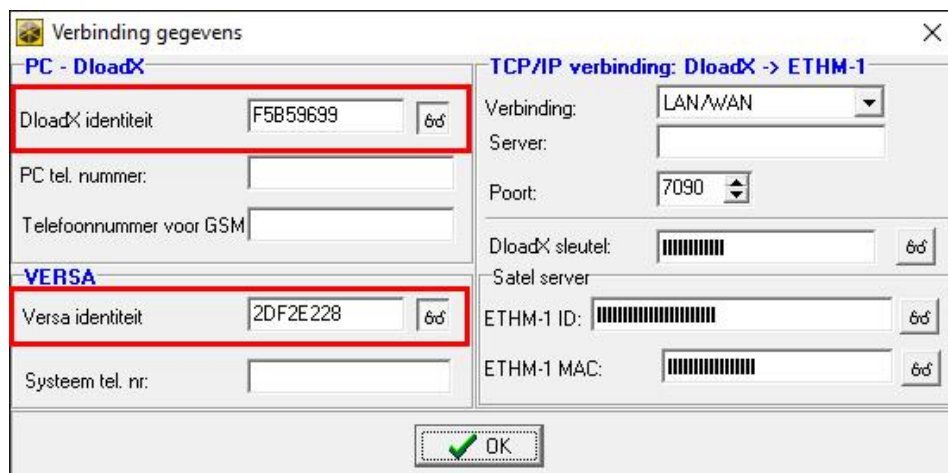 Verbinding gegevens
PC - DloadX
DloadX identiteit F5B59699
PC tel. nummer:
Telefoonnummer voor GSM
VERSA
Versa identiteit 2DF2E228
Systeem tel. nr:
TCP/IP verbinding: DloadX -> ETHM-1
Verbinding: LAN/WAN
Server:
Poort: 7090
DloadX sleutel:
Satel server
ETHM-1 ID:
ETHM-1 MAC:
OK